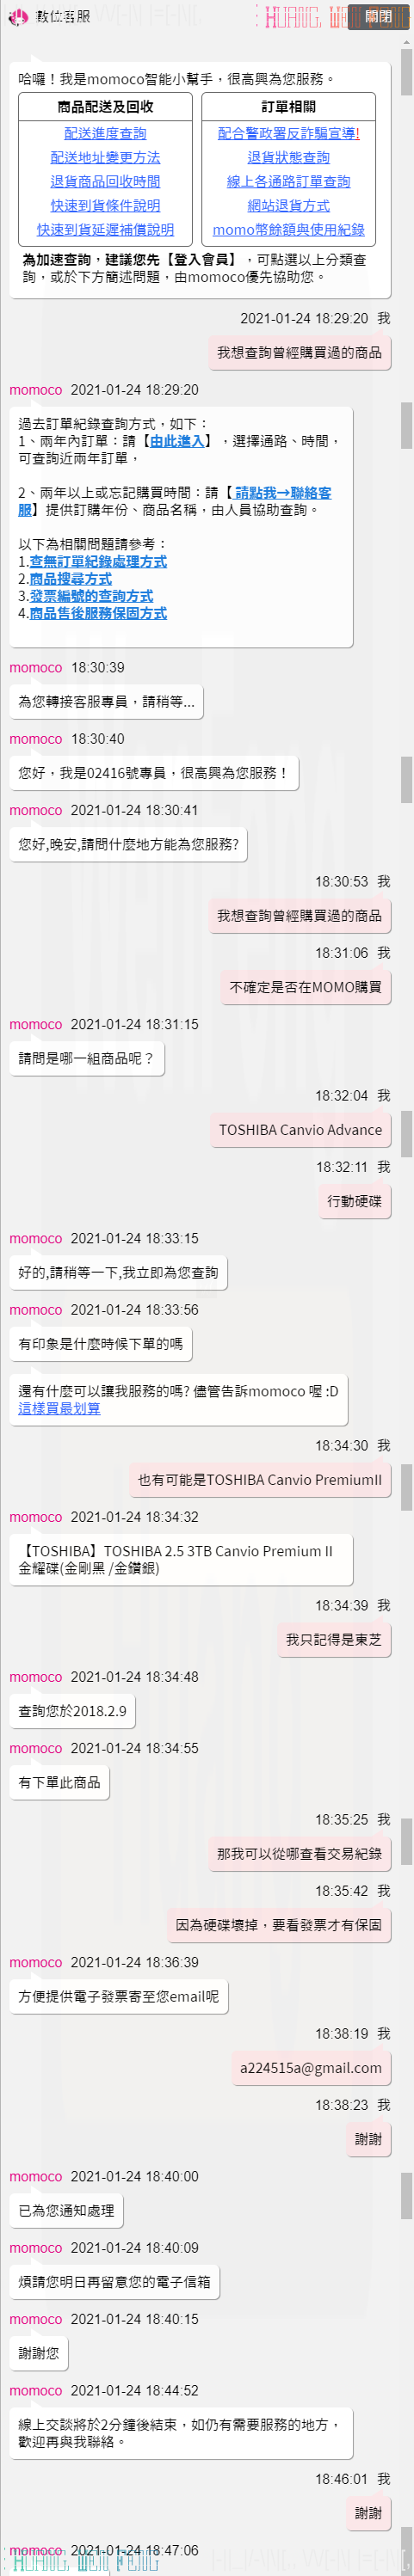 數位客服
HUANG, WEN FENG
關閉
哈囉！我是momoco智能小幫手，很高興為您服務。
商品配送及回收
配送進度查詢
配送地址變更方法
退貨商品回收時間
快速到貨條件說明
快速到貨延遲補償說明
訂單相關
配合警政署反詐騙宣導!
退貨狀態查詢
線上各通路訂單查詢
網站退貨方式
momo幣餘額與使用紀錄
為加速查詢，建議您先【登入會員】，可點選以上分類查
詢，或於下方簡述問題，由momoco優先協助您。
2021-01-24 18:29:20 我
我想查詢曾經購買過的商品
momoco 2021-01-24 18:29:20
過去訂單紀錄查詢方式，如下：
1、兩年內訂單：請【由此進入】，選擇通路、時間，
可查詢近兩年訂單，
2、兩年以上或忘記購買時間：請【 請點我→聯絡客
服】提供訂購年份、商品名稱，由人員協助查詢。
以下為相關問題請參考：
1.查無訂單紀錄處理方式
2.商品搜尋方式
3.發票編號的查詢方式
4.商品售後服務保固方式
momoco 18:30:39
為您轉接客服專員，請稍等...
momoco 18:30:40
您好，我是02416號專員，很高興為您服務！
momoco 2021-01-24 18:30:41
您好,晚安,請問什麼地方能為您服務?
18:30:53 我
我想查詢曾經購買過的商品
18:31:06 我
不確定是否在MOMO購買
momoco 2021-01-24 18:31:15
請問是哪一組商品呢？
18:32:04 我
TOSHIBA Canvio Advance
18:32:11 我
行動硬碟
momoco 2021-01-24 18:33:15
好的,請稍等一下,我立即為您查詢
momoco 2021-01-24 18:33:56
有印象是什麼時候下單的嗎
還有什麼可以讓我服務的嗎? 儘管告訴momoco 喔 :D
這樣買最划算
18:34:30 我
也有可能是TOSHIBA Canvio PremiumII
momoco 2021-01-24 18:34:32
【TOSHIBA】TOSHIBA 2.5 3TB Canvio Premium II
金耀碟(金剛黑 /金鑽銀)
18:34:39 我
我只記得是東芝
momoco 2021-01-24 18:34:48
查詢您於2018.2.9
momoco 2021-01-24 18:34:55
有下單此商品
18:35:25 我
那我可以從哪查看交易紀錄
18:35:42 我
因為硬碟壞掉，要看發票才有保固
momoco 2021-01-24 18:36:39
方便提供電子發票寄至您email呢
18:38:19 我
a224515a@gmail.com
18:38:23 我
謝謝
momoco 2021-01-24 18:40:00
已為您通知處理
momoco 2021-01-24 18:40:09
煩請您明日再留意您的電子信箱
momoco 2021-01-24 18:40:15
謝謝您
momoco 2021-01-24 18:44:52
線上交談將於2分鐘後結束，如仍有需要服務的地方，
歡迎再與我聯絡。
18:46:01 我
謝謝
momoco 2021-01-24 18:47:06
HUANG, WEN FENG